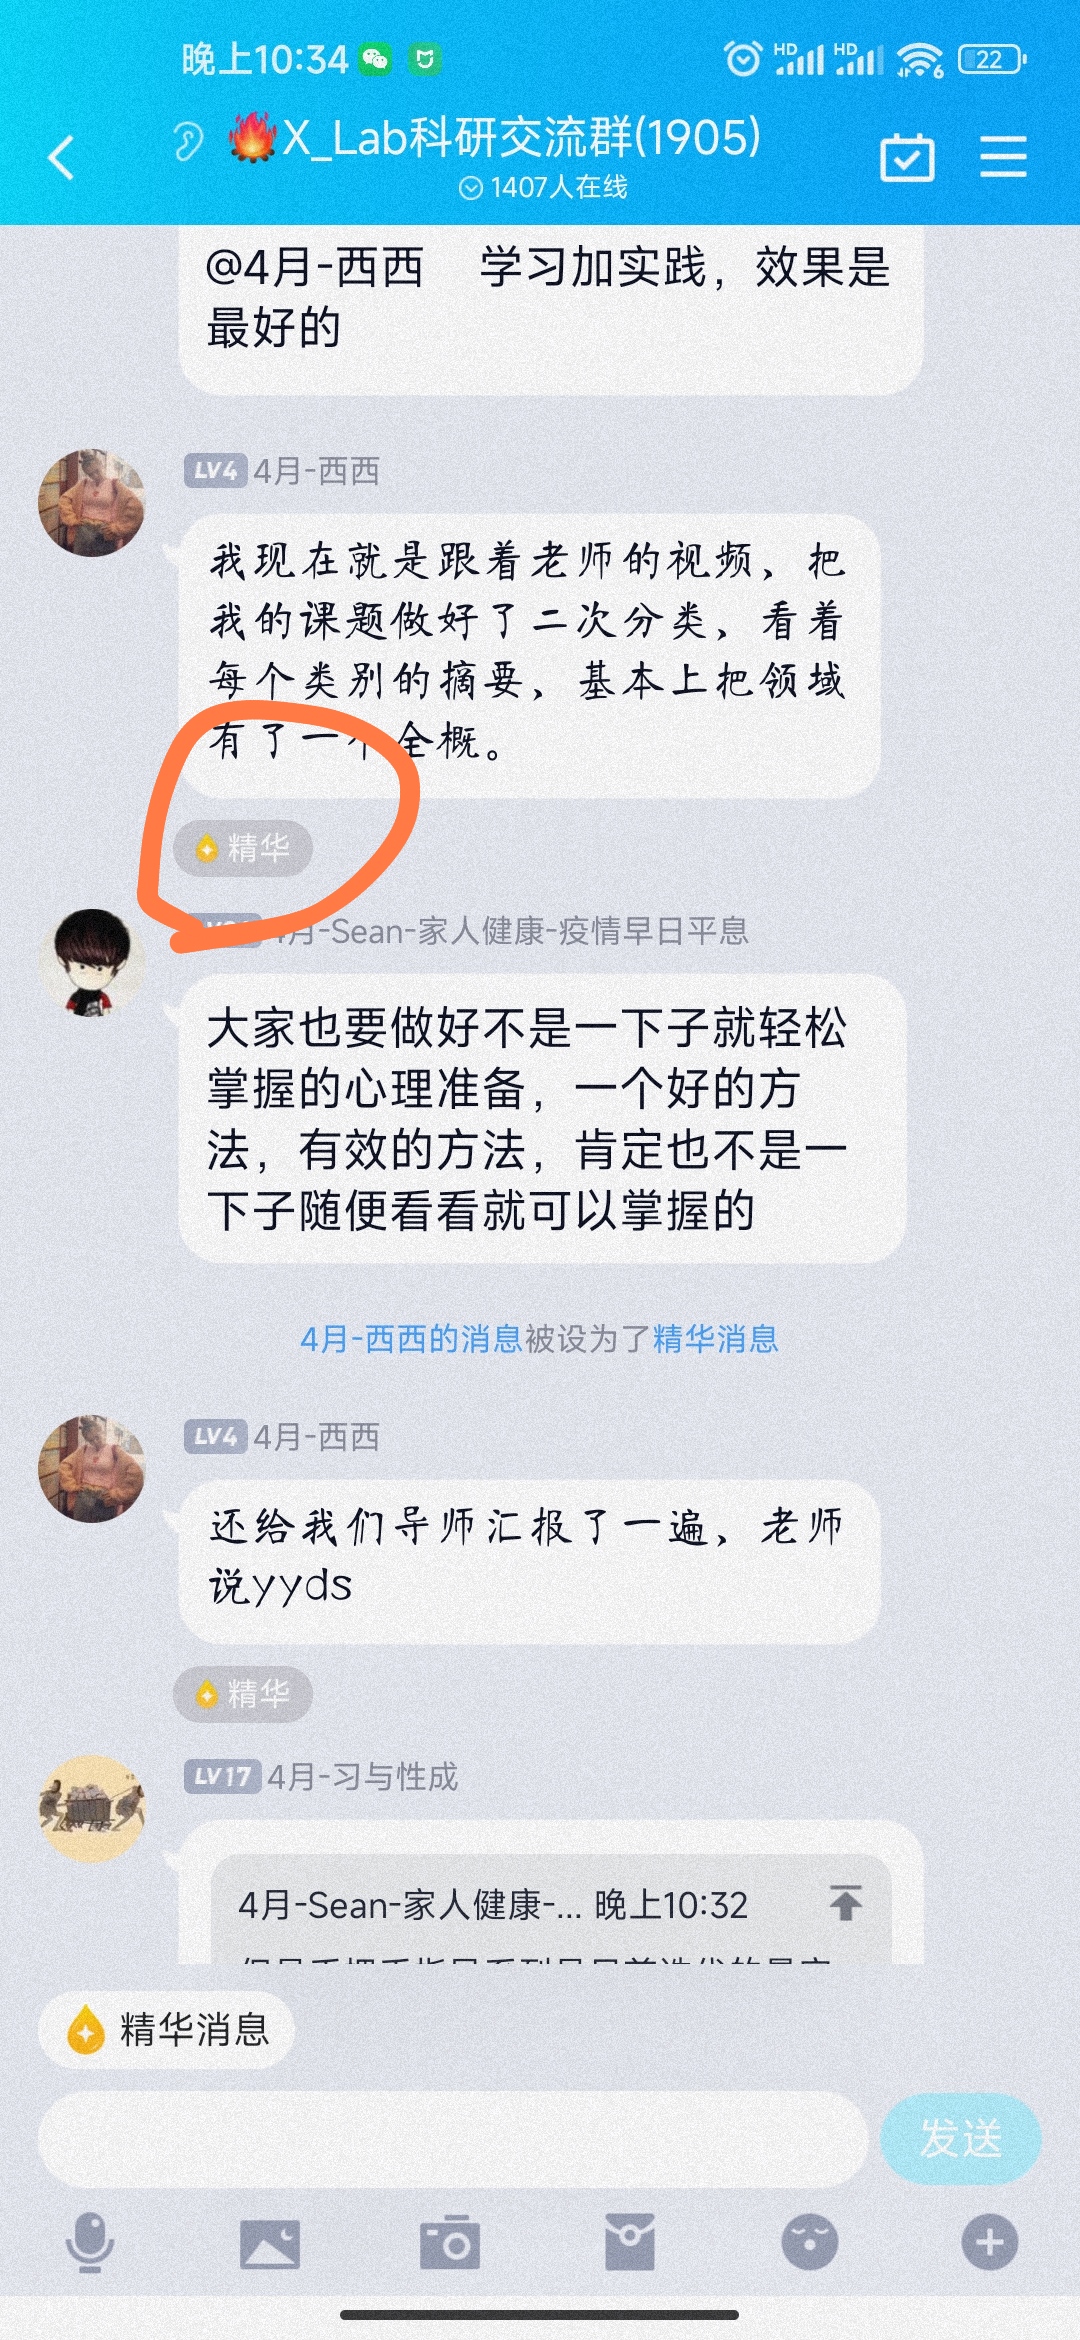 晚上10:34
HD
HD
6
22
X_Lab科研交流群(1905)
1407人在线
@4月-西西 学习加实践，效果是
最好的
LV4 4月-西西
我现在就是跟着老师的视频、把
我的课题做好了二次分类、看着
每个类别的摘要、基本上把领域
有了一个全概。
精华
4月-Sean-家人健康-疫情早日平息
大家也要做好不是一下子就轻松
掌握的心理准备，一个好的方
法，有效的方法，肯定也不是一
下子随便看看就可以掌握的
4月-西西的消息被设为了精华消息
LV4 4月-西西
还给我们导师汇报了一遍、老师
说yyds
精华
LV17 4月-习与性成
4月-Sean-家人健康-... 晚上10:32
精华消息
发送